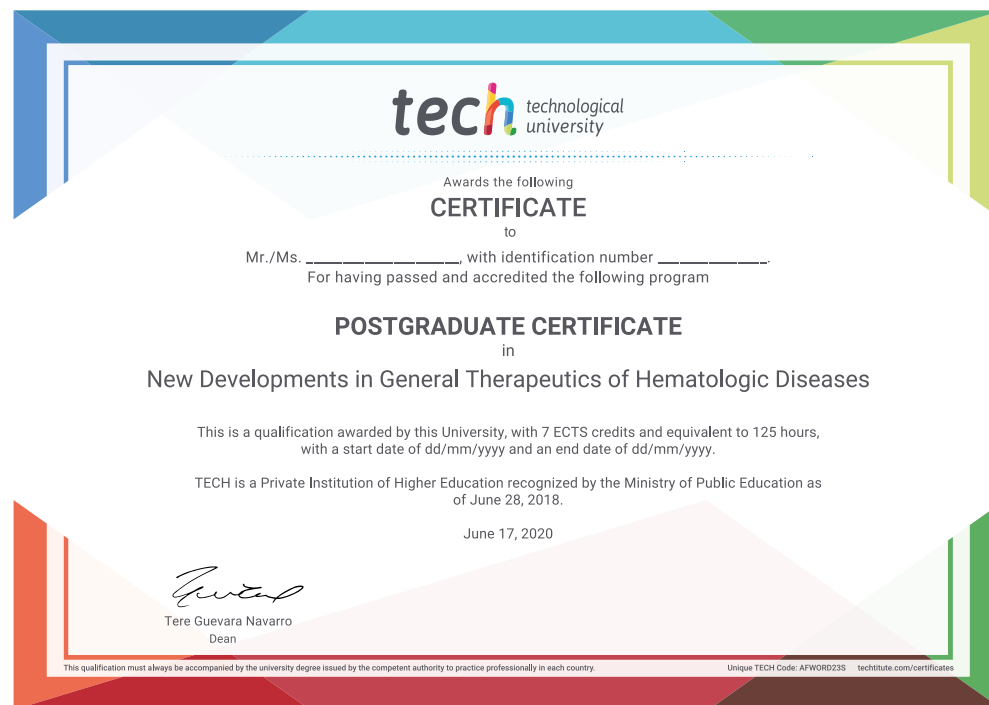 tech technological
university
Awards the following
CERTIFICATE
to
Mr./Ms. ____________________, with identification number ______________.
For having passed and accredited the following program
POSTGRADUATE CERTIFICATE
in
New Developments in General Therapeutics of Hematologic Diseases
This is a qualification awarded by this University, with 7 ECTS credits and equivalent to 125 hours,
with a start date of dd/mm/yyyy and an end date of dd/mm/yyyy.
TECH is a Private Institution of Higher Education recognized by the Ministry of Public Education as
of June 28, 2018.
June 17, 2020
Tere Guevara Navarro
Dean
This qualification must always be accompanied by the university degree issued by the competent authority to practice professionally in each country.
Unique TECH Code: AFWORD23S techtitute.com/certificates